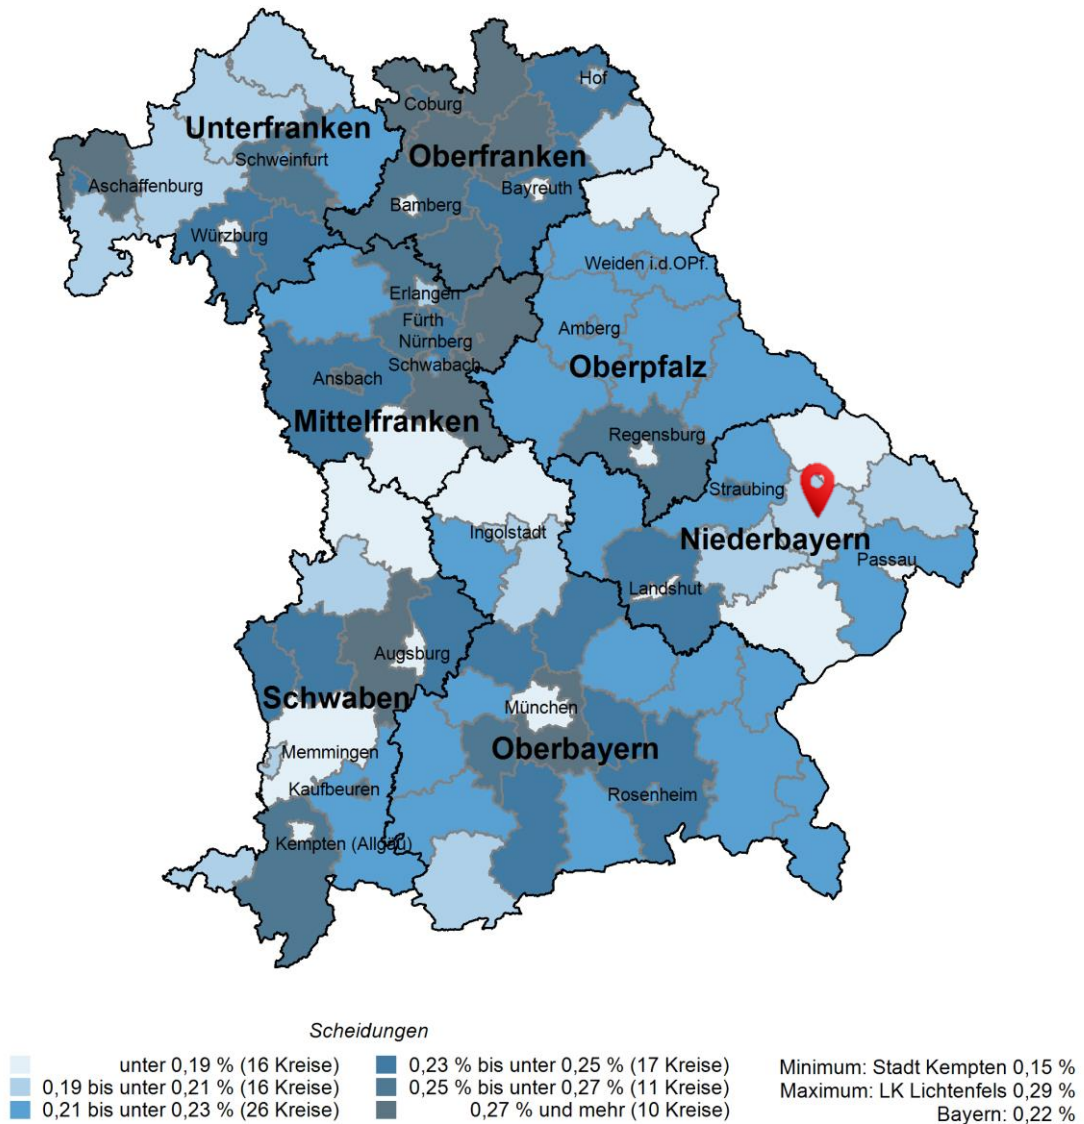 Hof
Coburg
Unterfranken
Schweinfurt
Oberfranken
Aschaffenburg
Bayreuth
Bamberg
Würzburg
Weiden i.d.OPf.
Erlangen
Fürth
Amberg
Nürnberg
Schwabach
Oberpfalz
Ansbach
Mittelfranken
Regensburg
Straubing
Ingolstadt
Niederbayern
Passau
Landshut
Augsburg
Schwaben
München
Oberbayern
Memmingen
Kaufbeuren
Rosenheim
Kempten (Allgäu)
Scheidungen
unter 0,19 % (16 Kreise)
0,19 bis unter 0,21 % (16 Kreise)
0,21 bis unter 0,23 % (26 Kreise)
0,23 % bis unter 0,25 % (17 Kreise)
0,25 % bis unter 0,27 % (11 Kreise)
0,27 % und mehr (10 Kreise)
Minimum: Stadt Kempten 0,15 %
Maximum: LK Lichtenfels 0,29 %
Bayern: 0,22 %